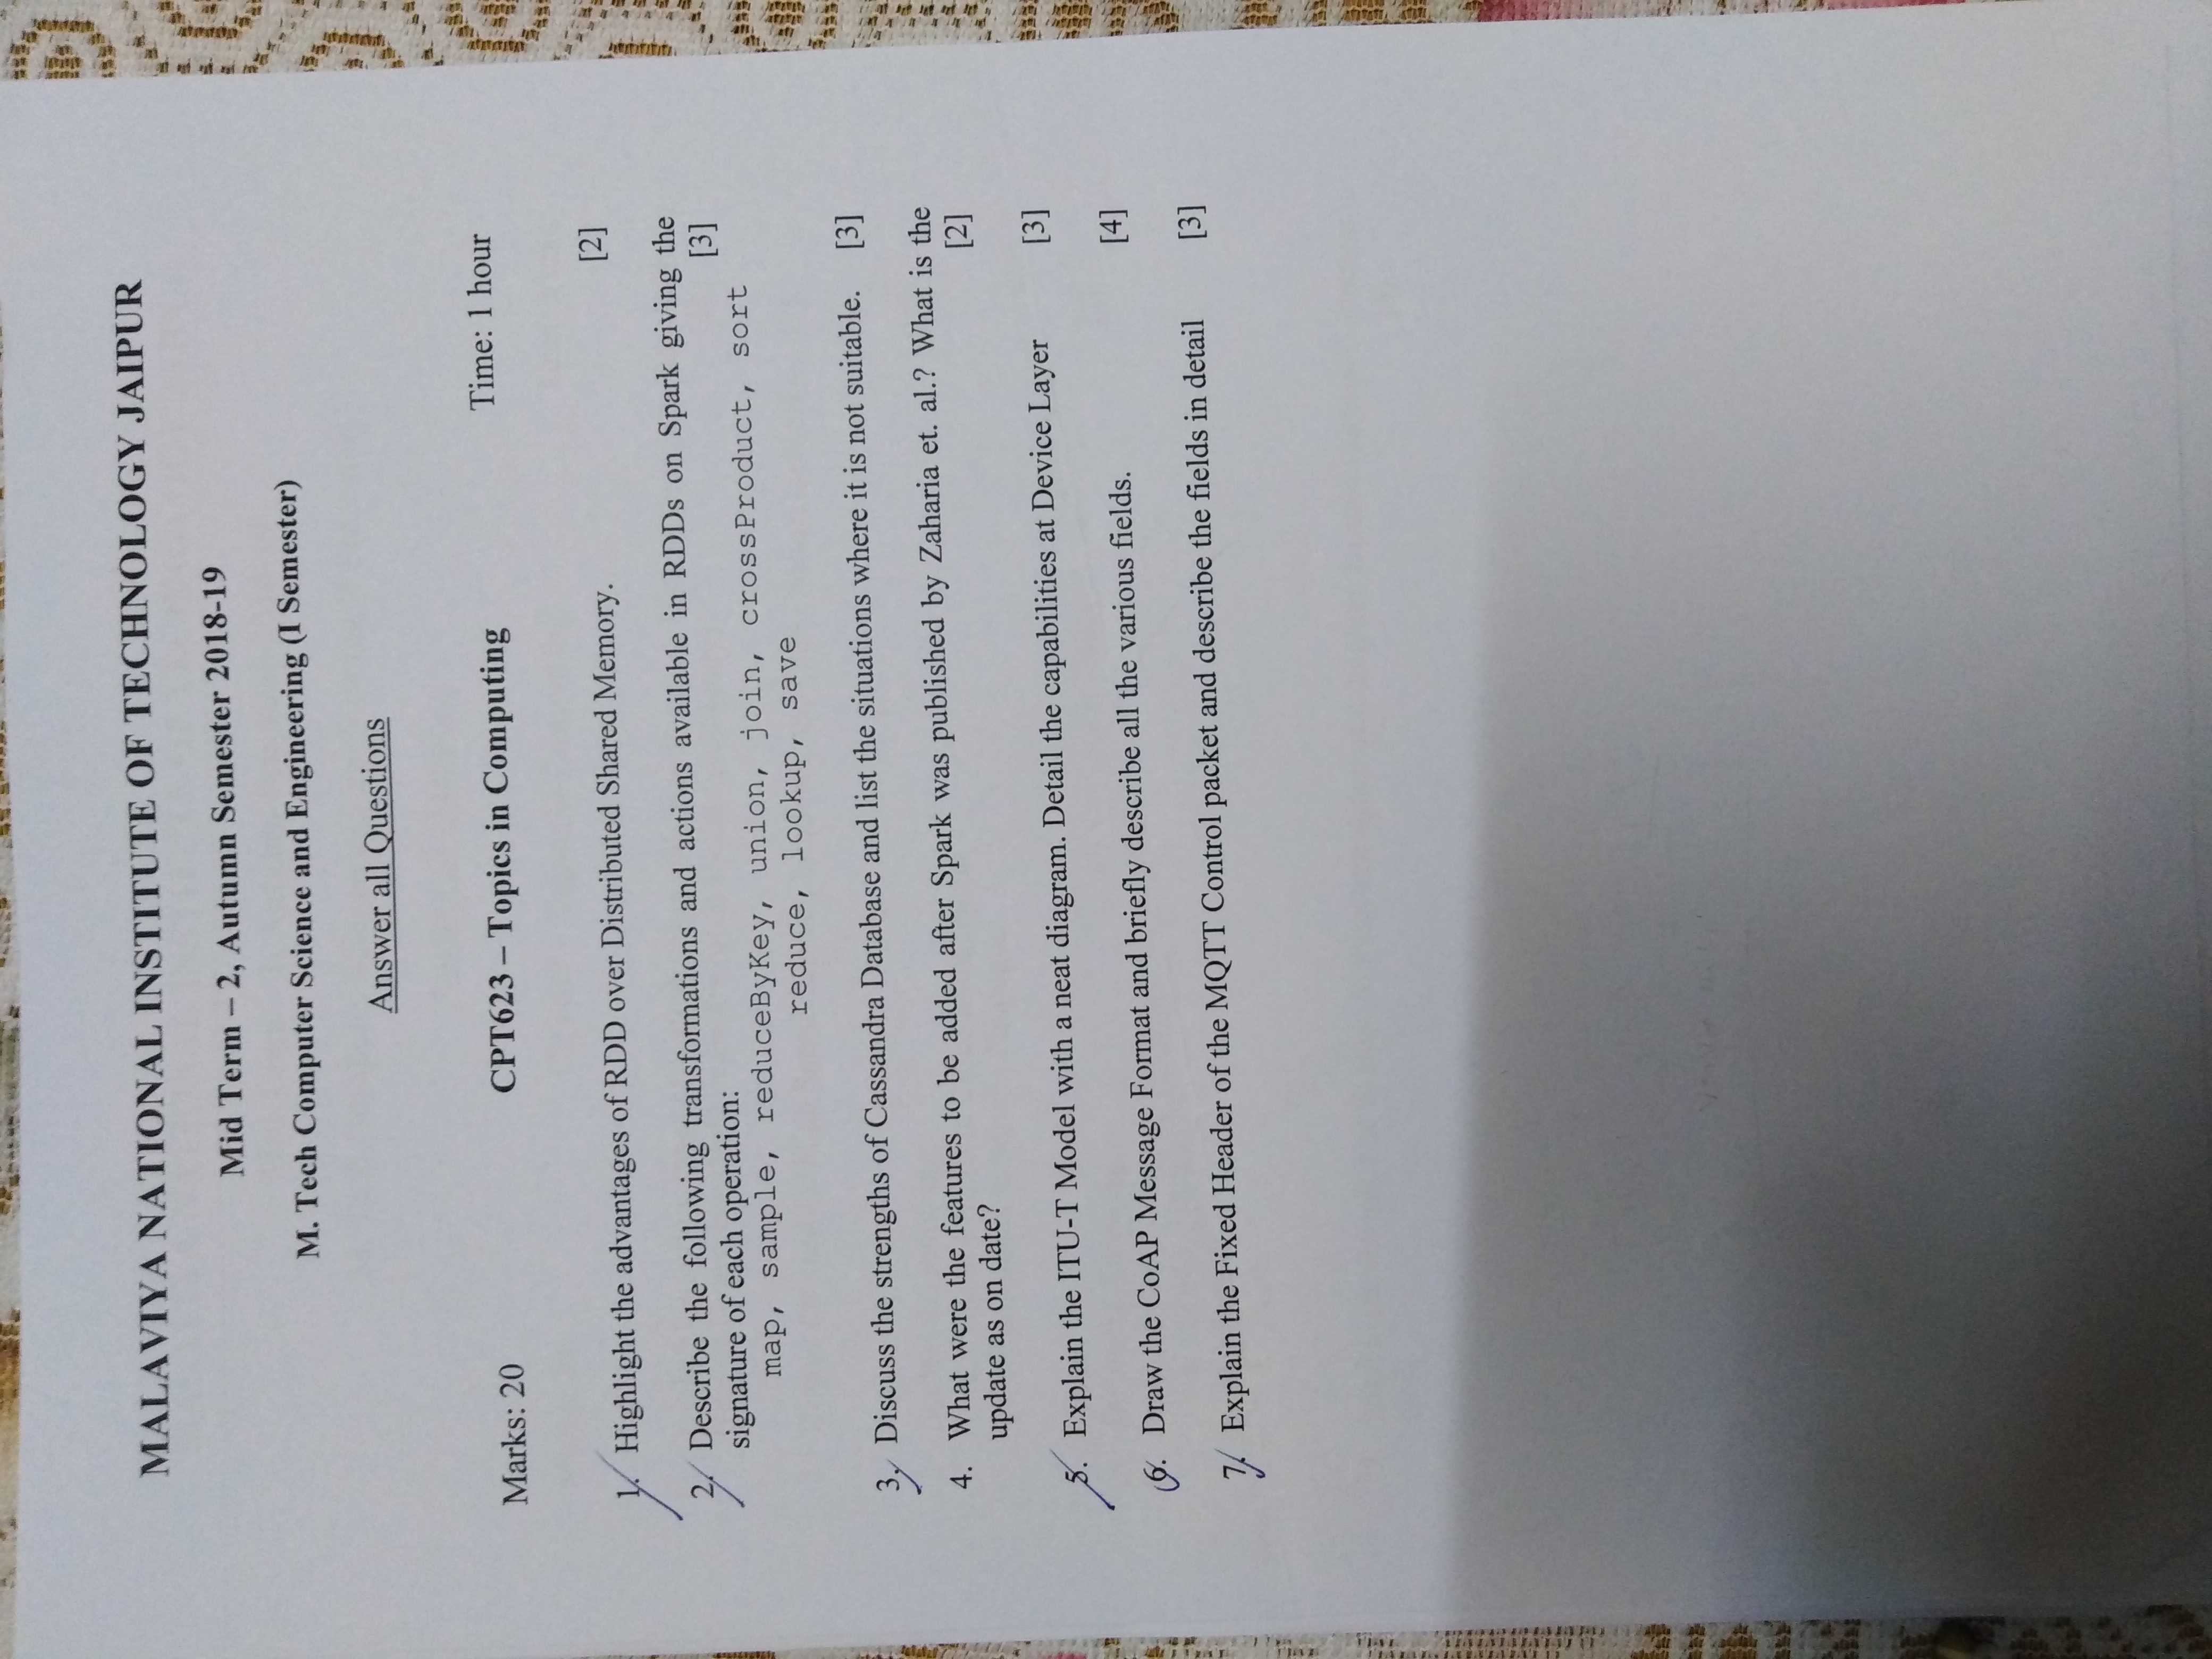 MALAVIYA NATIONAL INSTITUTE OF TECHNOLOGY JAIPUR
Mid Term – 2, Autumn Semester 2018-19
M. Tech Computer Science and Engineering (I Semester)
Answer all Questions
Marks: 20 CPT623 – Topics in Computing Time: 1 hour
1. Highlight the advantages of RDD over Distributed Shared Memory. [2]
2. Describe the following transformations and actions available in RDDs on Spark giving the
signature of each operation: [3]
map, sample, reduceByKey, union, join, crossProduct, sort
reduce, lookup, save
3. Discuss the strengths of Cassandra Database and list the situations where it is not suitable. [3]
4. What were the features to be added after Spark was published by Zaharia et. al.? What is the
update as on date? [2]
5. Explain the ITU-T Model with a neat diagram. Detail the capabilities at Device Layer [3]
6. Draw the CoAP Message Format and briefly describe all the various fields. [4]
7. Explain the Fixed Header of the MQTT Control packet and describe the fields in detail [3]